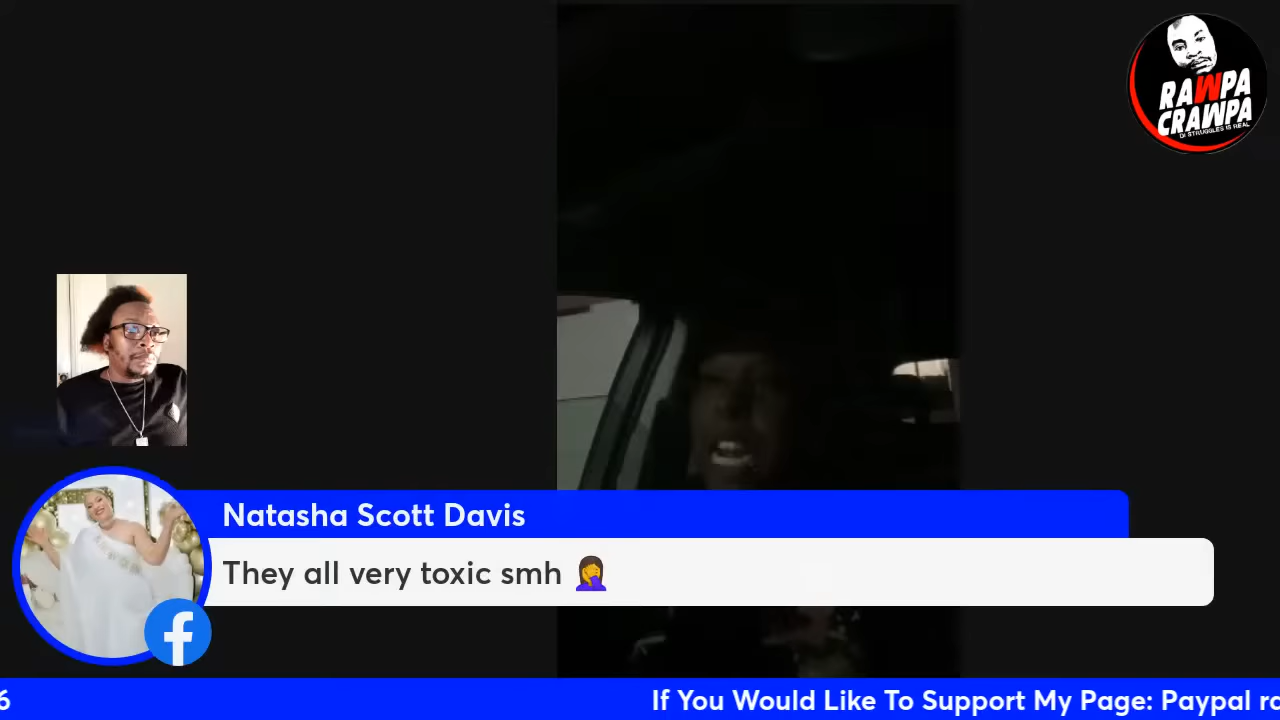 RAWPA
CRAWPA
DI STRUGGLES IS REAL
Natasha Scott Davis
They all very toxic smh 🤦
6
If You Would Like To Support My Page: Paypal